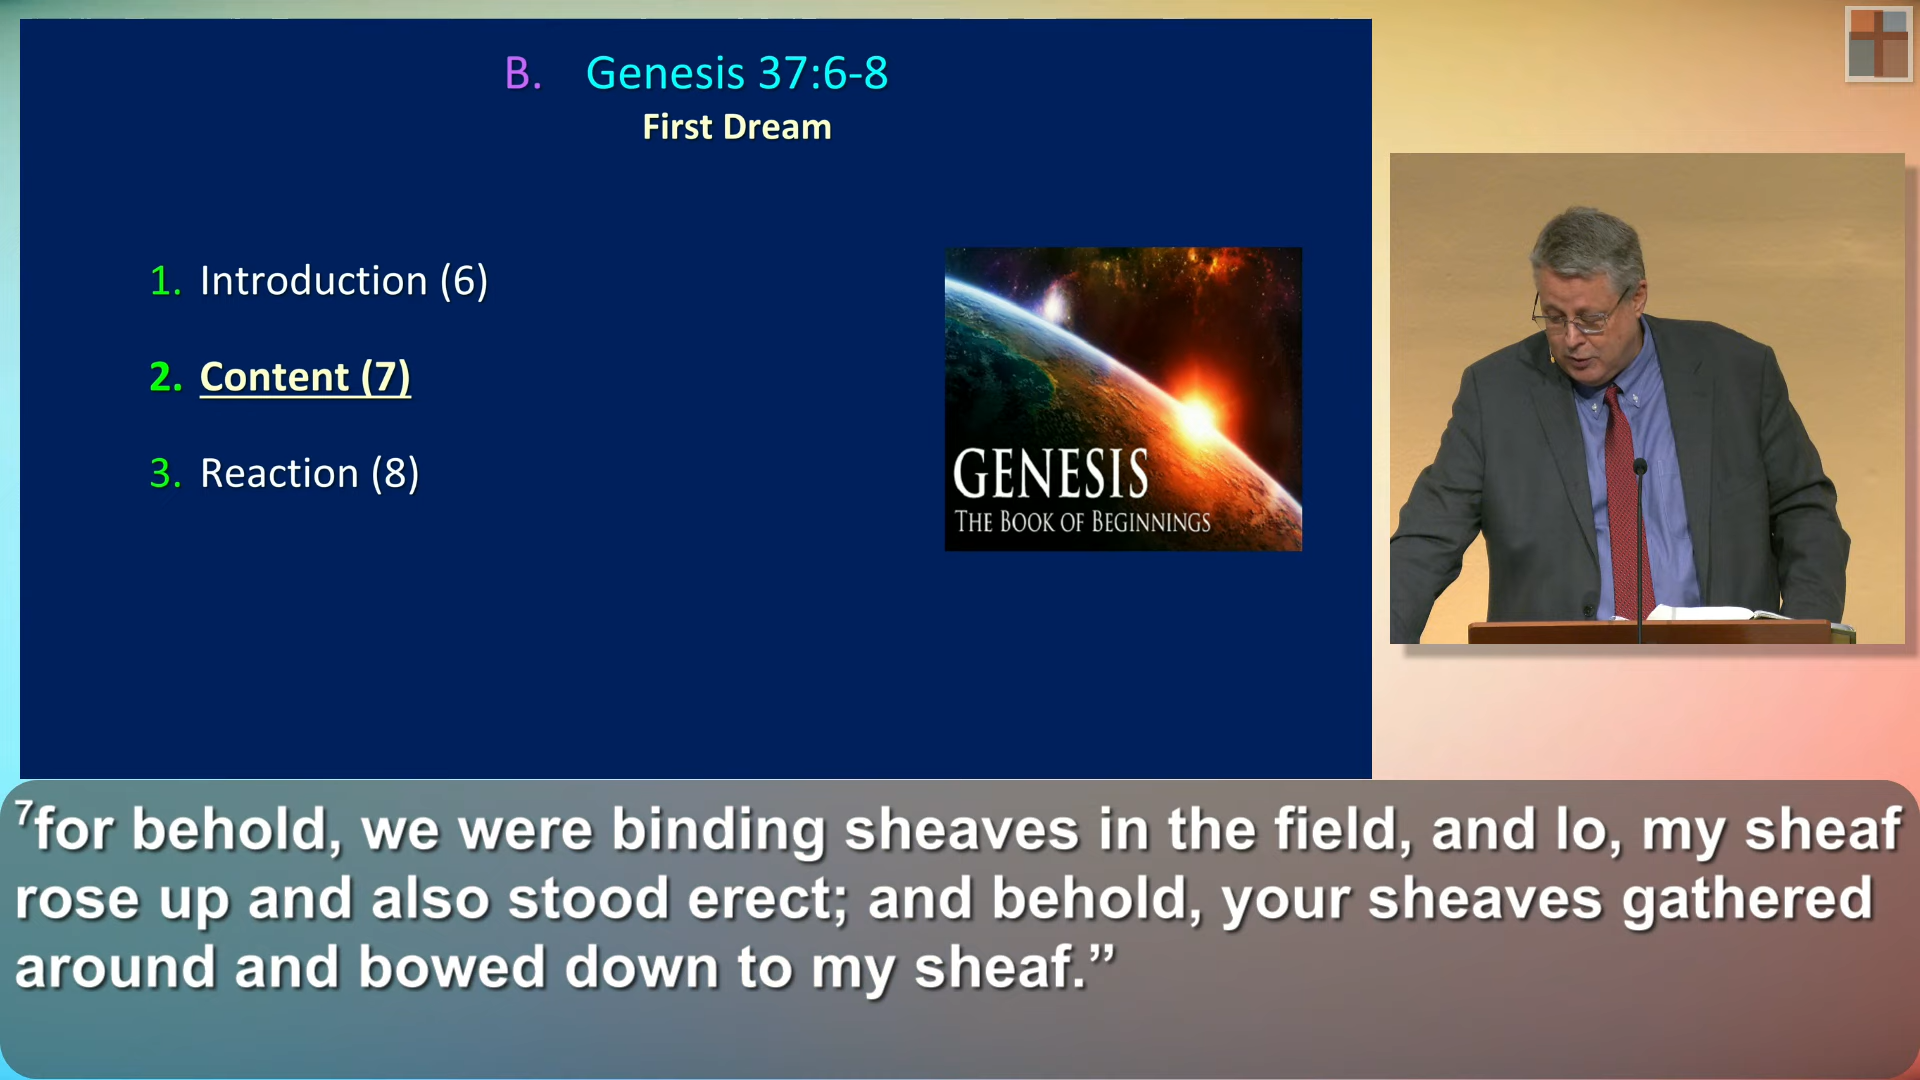 B. Genesis 37:6-8
First Dream
1. Introduction (6)
2. Content (7)
3. Reaction (8)
GENESIS
THE BOOK OF BEGINNINGS
7for behold, we were binding sheaves in the field, and lo, my sheaf
rose up and also stood erect; and behold, your sheaves gathered
around and bowed down to my sheaf.”